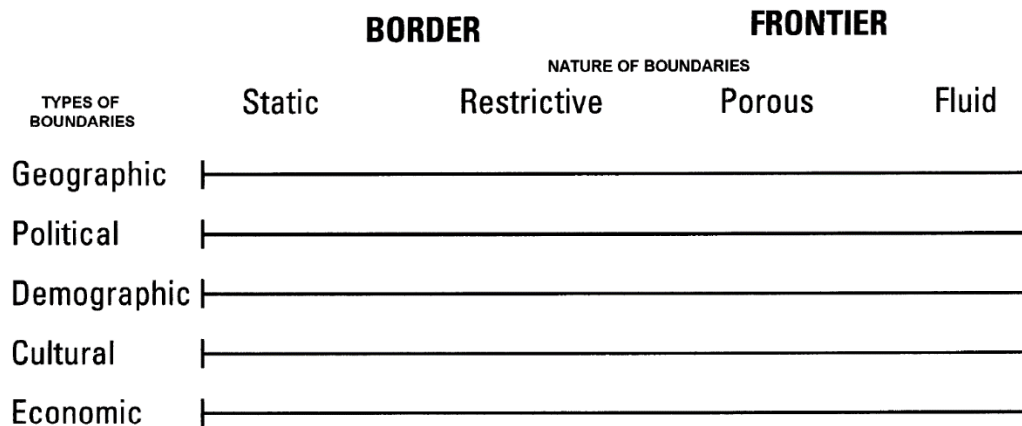 BORDER FRONTIER
NATURE OF BOUNDARIES
TYPES OF
BOUNDARIES
Static Restrictive Porous Fluid
Geographic
Political
Demographic
Cultural
Economic